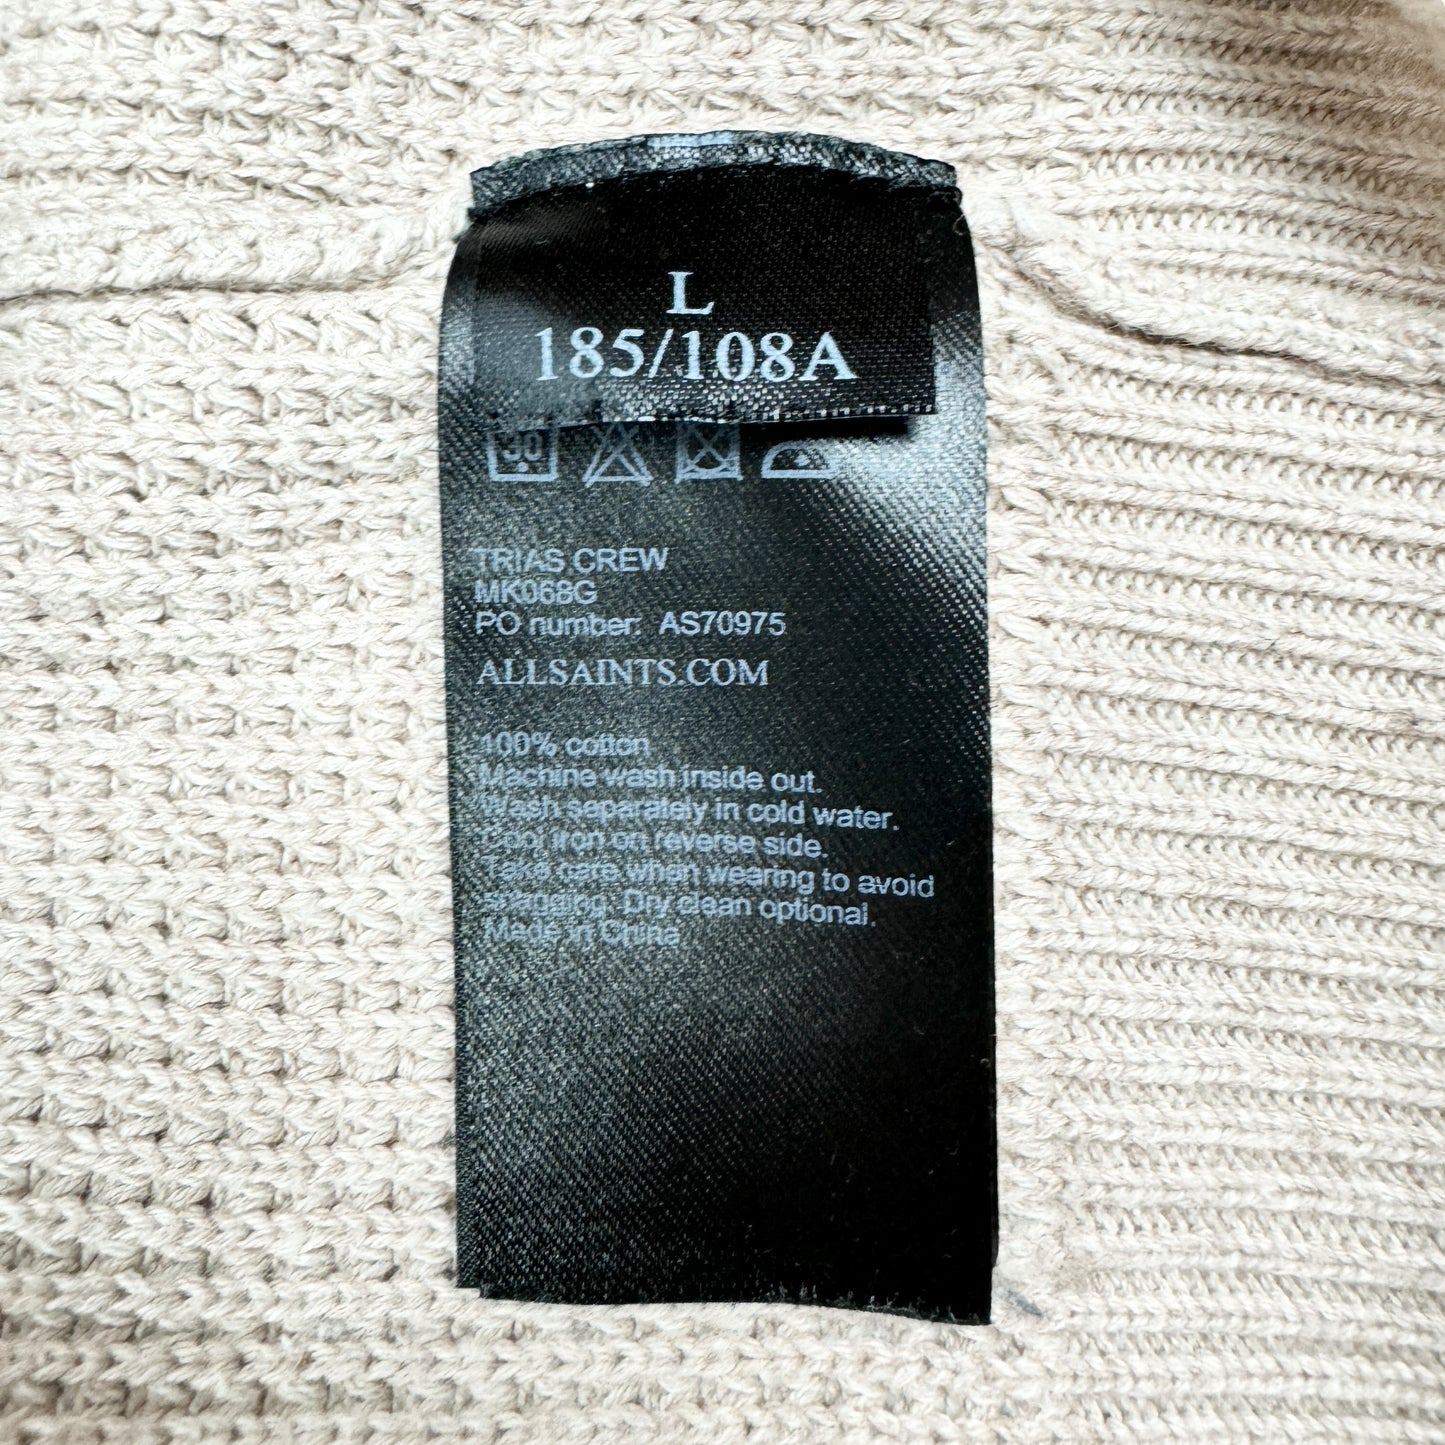 L
185/108A
30
TRIAS CREW
MK068G
PO number: AS70975
ALLSAINTS.COM
100% cotton
Machine wash inside out.
Wash separately in cold water.
Cool iron on reverse side.
Take care when wearing to avoid
snagging. Dry clean optional.
Made in China